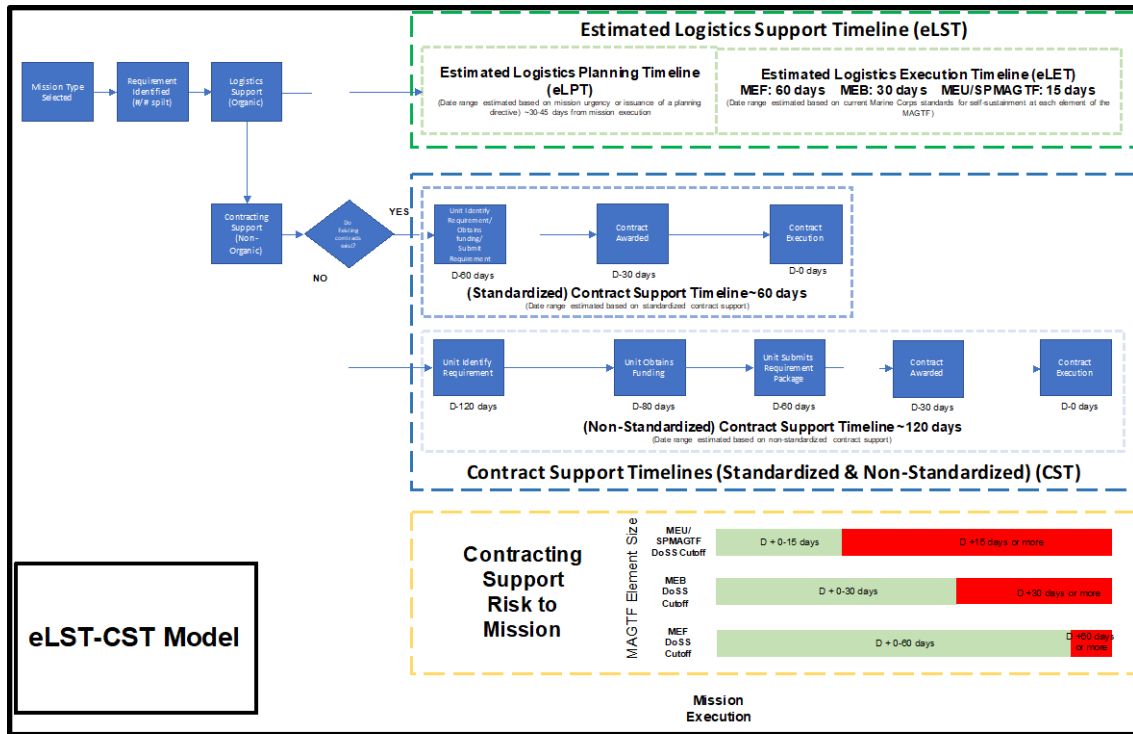 Estimated Logistics Support Timeline (eLST)
Mission Type
Selected
Requirement
Identified
(#/# split)
Logistics
Support
(Organic)
Estimated Logistics Planning Timeline
(eLPT)
(Date range estimated based on mission urgency or issuance of a planning
directive) ~30-45 days from mission execution
Estimated Logistics Execution Timeline (eLET)
MEF: 60 days MEB: 30 days MEU/SPMAGTF: 15 days
(Date range estimated based on current Marine Corps standards for self-sustainment at each element of the
MAGTF)
Contracting
Support
(Non-
Organic)
Do
Existing
contracts
exist?
YES
NO
Unit Identify
Requirement/
Obtains
funding/
Submit
Requirement
D-60 days
Contract
Awarded
D-30 days
Contract
Execution
D-0 days
(Standardized) Contract Support Timeline~60 days
(Date range estimated based on standardized contract support)
Unit Identify
Requirement
D-120 days
Unit Obtains
Funding
D-80 days
Unit Submits
Requirement
Package
D-60 days
Contract
Awarded
D-30 days
Contract
Execution
D-0 days
(Non-Standardized) Contract Support Timeline ~120 days
(Date range estimated based on non-standardized contract support)
Contract Support Timelines (Standardized & Non-Standardized) (CST)
Contracting
Support
Risk to
Mission
MAGTF Element Size
MEU/
SPMAGTF
DoSS Cutoff
D + 0-15 days
D +15 days or more
MEB
DoSS
Cutoff
D + 0-30 days
D +30 days or more
MEF
DoSS
Cutoff
D + 0-60 days
D +60 days
or more
eLST-CST Model
Mission
Execution